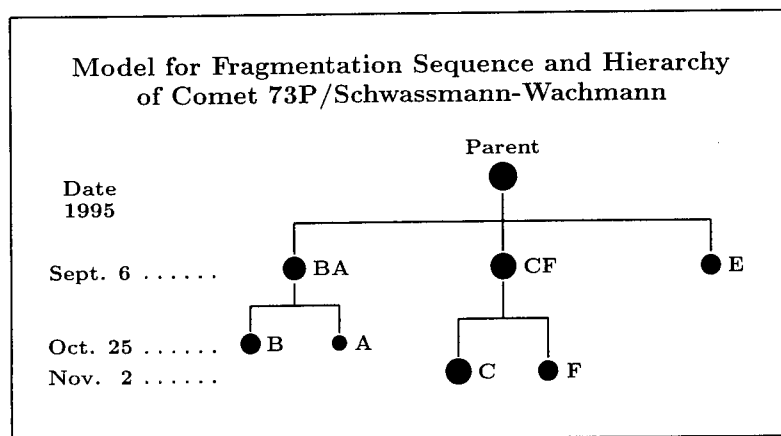 Model for Fragmentation Sequence and Hierarchy
of Comet 73P/Schwassmann-Wachmann
Parent
Date
1995
Sept. 6 ...... BA CF E
B A
Oct. 25 ......
Nov. 2 ...... C F